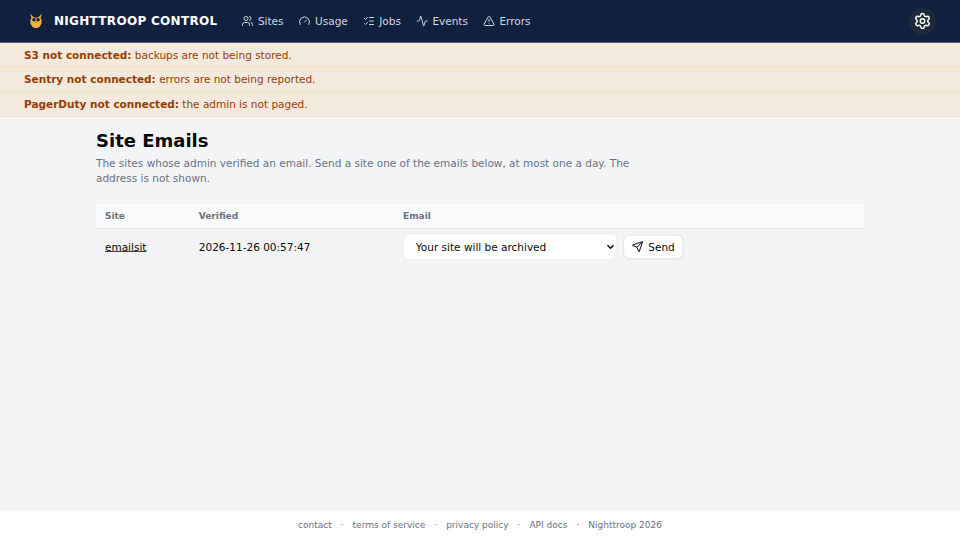 NIGHTTROOP CONTROL Sites Usage Jobs Events Errors
S3 not connected: backups are not being stored.
Sentry not connected: errors are not being reported.
PagerDuty not connected: the admin is not paged.
Site Emails
The sites whose admin verified an email. Send a site one of the emails below, at most one a day. The
address is not shown.
Site Verified Email
emailsit 2026-11-26 00:57:47 Your site will be archived Send
contact · terms of service · privacy policy · API docs · Nighttroop 2026